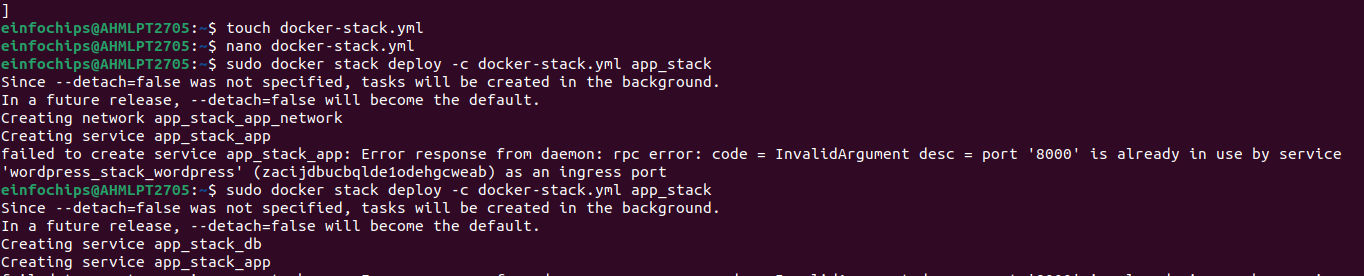 ]
einfochips@AHMLPT2705:~$ touch docker-stack.yml
einfochips@AHMLPT2705:~$ nano docker-stack.yml
einfochips@AHMLPT2705:~$ sudo docker stack deploy -c docker-stack.yml app_stack
Since --detach=false was not specified, tasks will be created in the background.
In a future release, --detach=false will become the default.
Creating network app_stack_app_network
Creating service app_stack_app
failed to create service app_stack_app: Error response from daemon: rpc error: code = InvalidArgument desc = port '8000' is already in use by service
'wordpress_stack_wordpress' (zacijdbucbqlde1odehgcweab) as an ingress port
einfochips@AHMLPT2705:~$ sudo docker stack deploy -c docker-stack.yml app_stack
Since --detach=false was not specified, tasks will be created in the background.
In a future release, --detach=false will become the default.
Creating service app_stack_db
Creating service app_stack_app